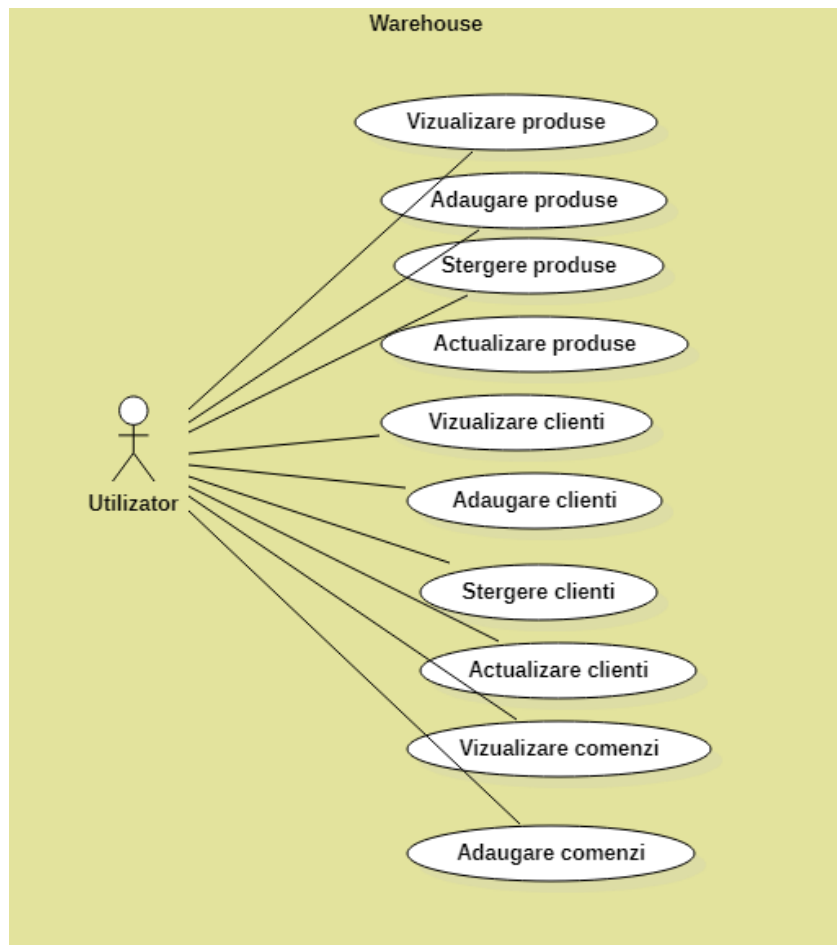 Warehouse
Vizualizare produse
Adaugare produse
Stergere produse
Actualizare produse
Vizualizare clienti
Adaugare clienti
Utilizator
Stergere clienti
Actualizare clienti
Vizualizare comenzi
Adaugare comenzi